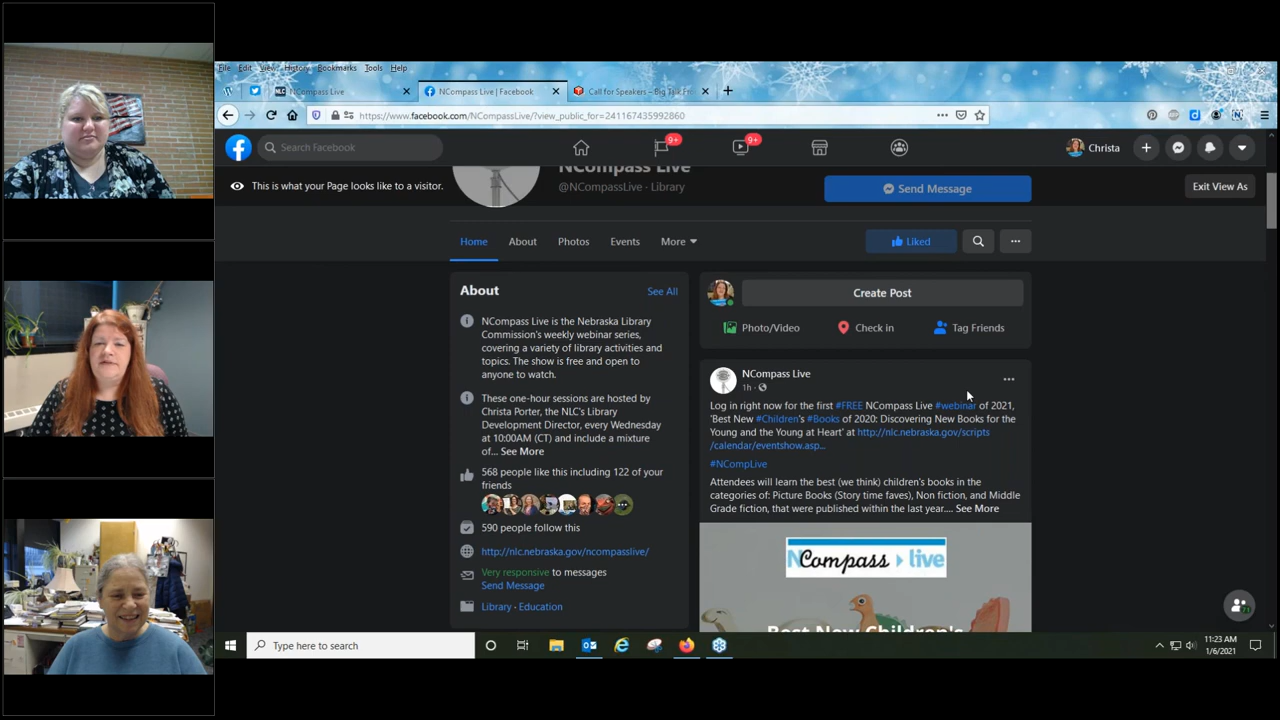 File Edit View History Bookmarks Tools Help
NCompass Live
NCompass Live | Facebook
Call for Speakers – Big Talk Fr
https://www.facebook.com/NCompassLive/?view_public_for=241167435992860
Search Facebook
9+
9+
Christa
This is what your Page looks like to a visitor.
NCompass Live
@NCompassLive · Library
Send Message
Exit View As
Home About Photos Events More
Liked
About
See All
NCompass Live is the Nebraska Library
Commission's weekly webinar series,
covering a variety of library activities and
topics. The show is free and open to
anyone to watch.
These one-hour sessions are hosted by
Christa Porter, the NLC's Library
Development Director, every Wednesday
at 10:00AM (CT) and include a mixture
of... See More
568 people like this including 122 of your
friends
590 people follow this
http://nlc.nebraska.gov/ncompasslive/
Very responsive to messages
Send Message
Library · Education
Create Post
Photo/Video Check in Tag Friends
NCompass Live
1h ·
Log in right now for the first #FREE NCompass Live #webinar of 2021,
'Best New #Children's #Books of 2020: Discovering New Books for the
Young and the Young at Heart' at http://nlc.nebraska.gov/scripts
/calendar/eventshow.asp...
#NCompLive
Attendees will learn the best (we think) children's books in the
categories of: Picture Books (Story time faves), Non fiction, and Middle
Grade fiction, that were published within the last year.... See More
NCompass live
Best New Children's
Type here to search
11:23 AM
1/6/2021